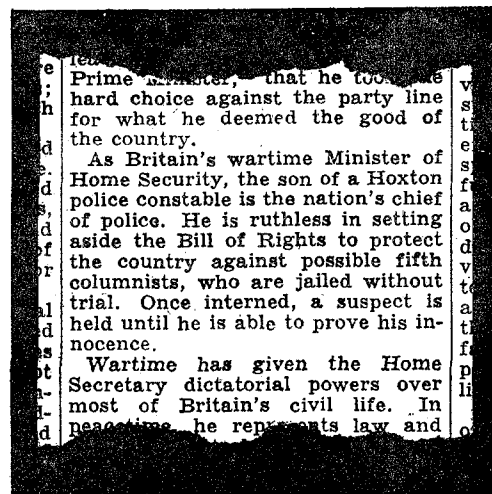 Prime Minister, that he took the
hard choice against the party line
for what he deemed the good of
the country.
As Britain's wartime Minister of
Home Security, the son of a Hoxton
police constable is the nation's chief
of police. He is ruthless in setting
aside the Bill of Rights to protect
the country against possible fifth
columnists, who are jailed without
trial. Once interned, a suspect is
held until he is able to prove his in-
nocence.
Wartime has given the Home
Secretary dictatorial powers over
most of Britain's civil life. In
peacetime he represents law and